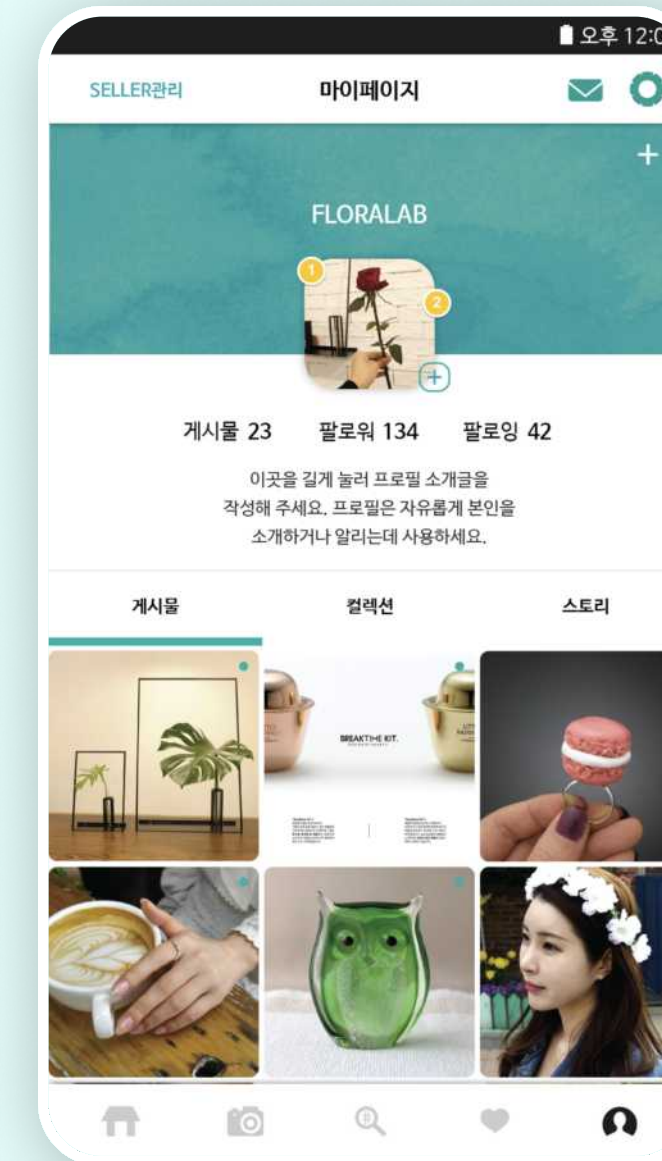 오후 12:0
SELLER관리
마이페이지
FLORALAB
1
2
게시물 23
팔로워 134
팔로잉 42
이곳을 길게 눌러 프로필 소개글을
작성해 주세요. 프로필은 자유롭게 본인을
소개하거나 알리는데 사용하세요.
게시물
컬렉션
스토리
BREAKTIME KIT.